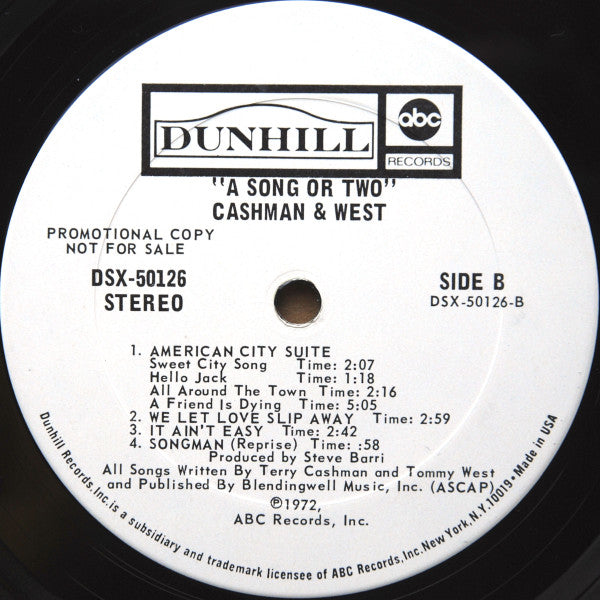 DUNHILL
abc
RECORDS
"A SONG OR TWO"
CASHMAN & WEST
PROMOTIONAL COPY
NOT FOR SALE
DSX-50126
STEREO
SIDE B
DSX-50126-B
1. AMERICAN CITY SUITE
Sweet City Song Time: 2:07
Hello Jack Time: 1:18
All Around The Town Time: 2:16
A Friend Is Dying Time: 5:05
2. WE LET LOVE SLIP AWAY Time: 2:59
3. IT AIN'T EASY Time: 2:42
4. SONGMAN (Reprise) Time: :58
Produced by Steve Barri
All Songs Written By Terry Cashman and Tommy West
and Published By Blendingwell Music, Inc. (ASCAP)
℗1972,
ABC Records, Inc.
Dunhill Records, Inc. is a subsidiary and trademark licensee of ABC Records, Inc. New York, N.Y. 10019 • Made in USA